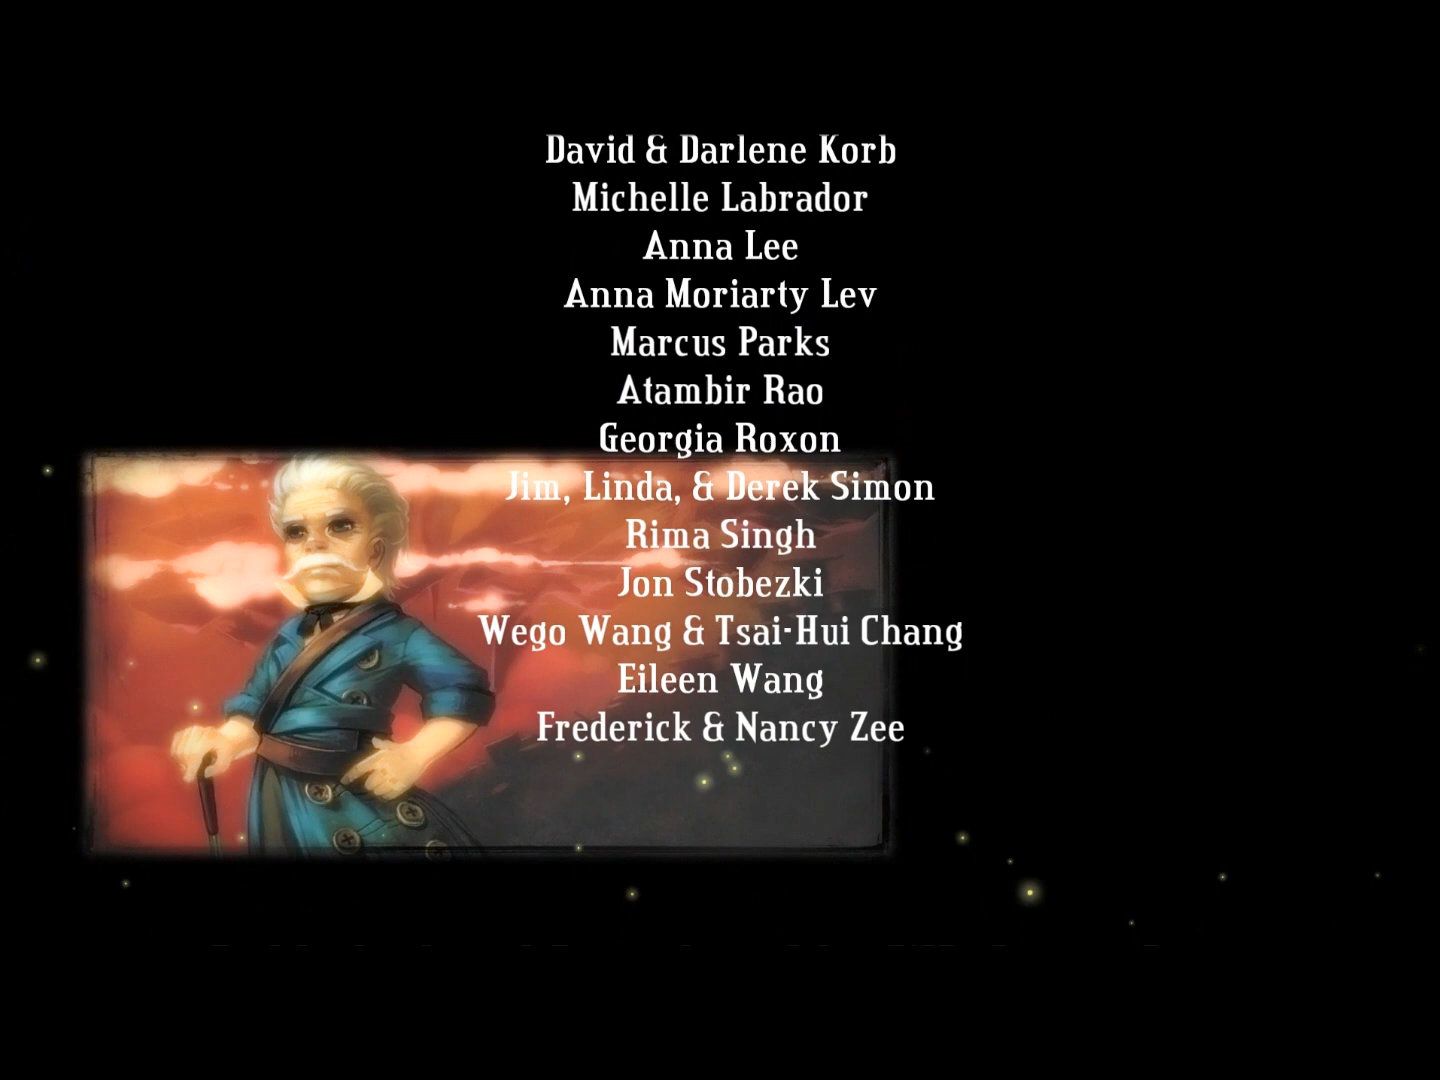 David & Darlene Korb
Michelle Labrador
Anna Lee
Anna Moriarty Lev
Marcus Parks
Atambir Rao
Georgia Roxon
Jim, Linda, & Derek Simon
Rima Singh
Jon Stobezki
Wego Wang & Tsai-Hui Chang
Eileen Wang
Frederick & Nancy Zee